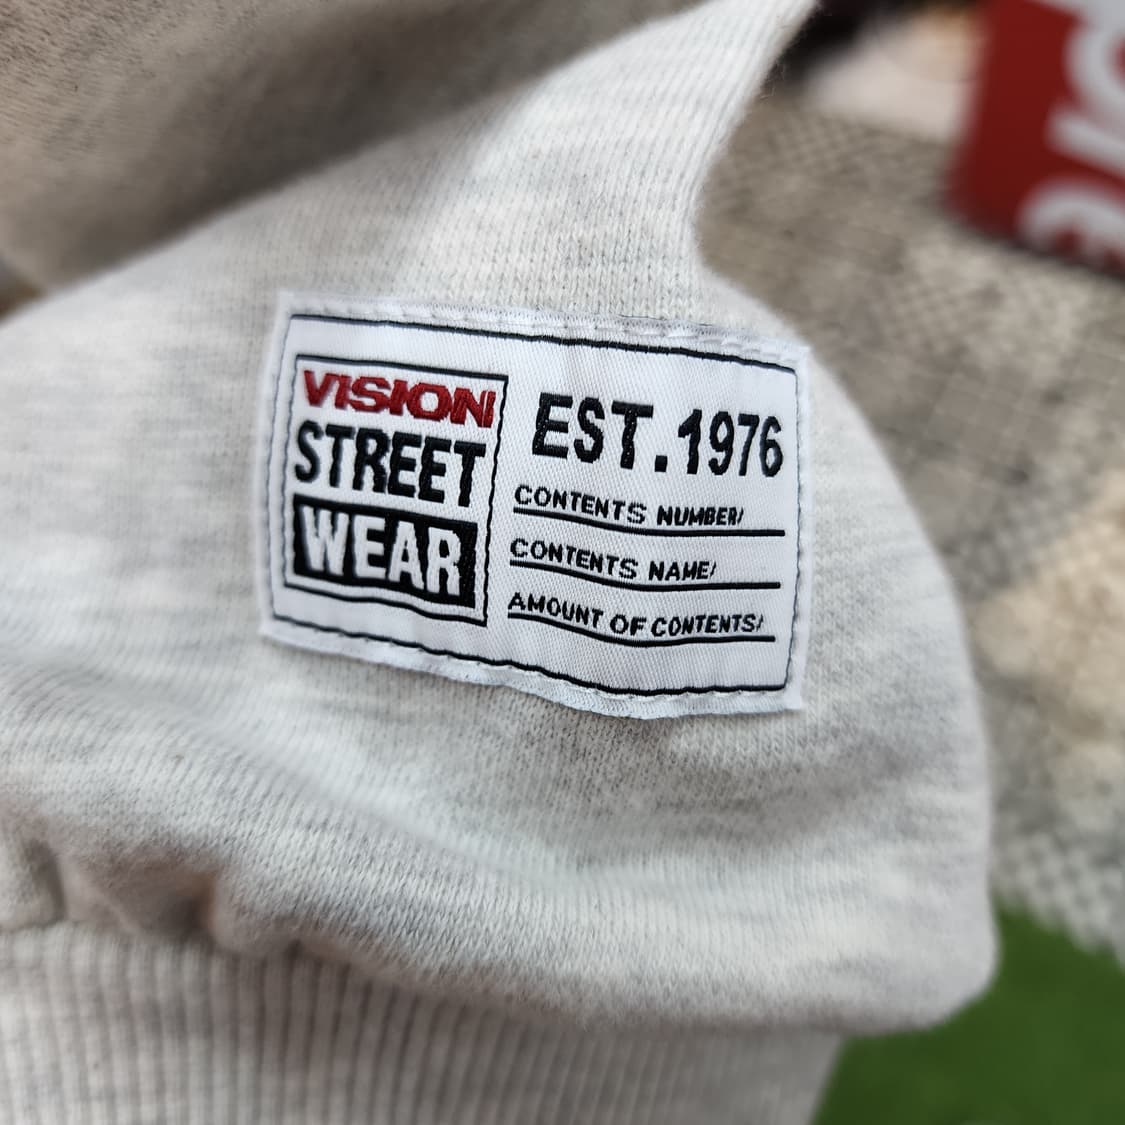 VISION
STREET
WEAR
EST.1976
CONTENTS NUMBER/
CONTENTS NAME/
AMOUNT OF CONTENTS/